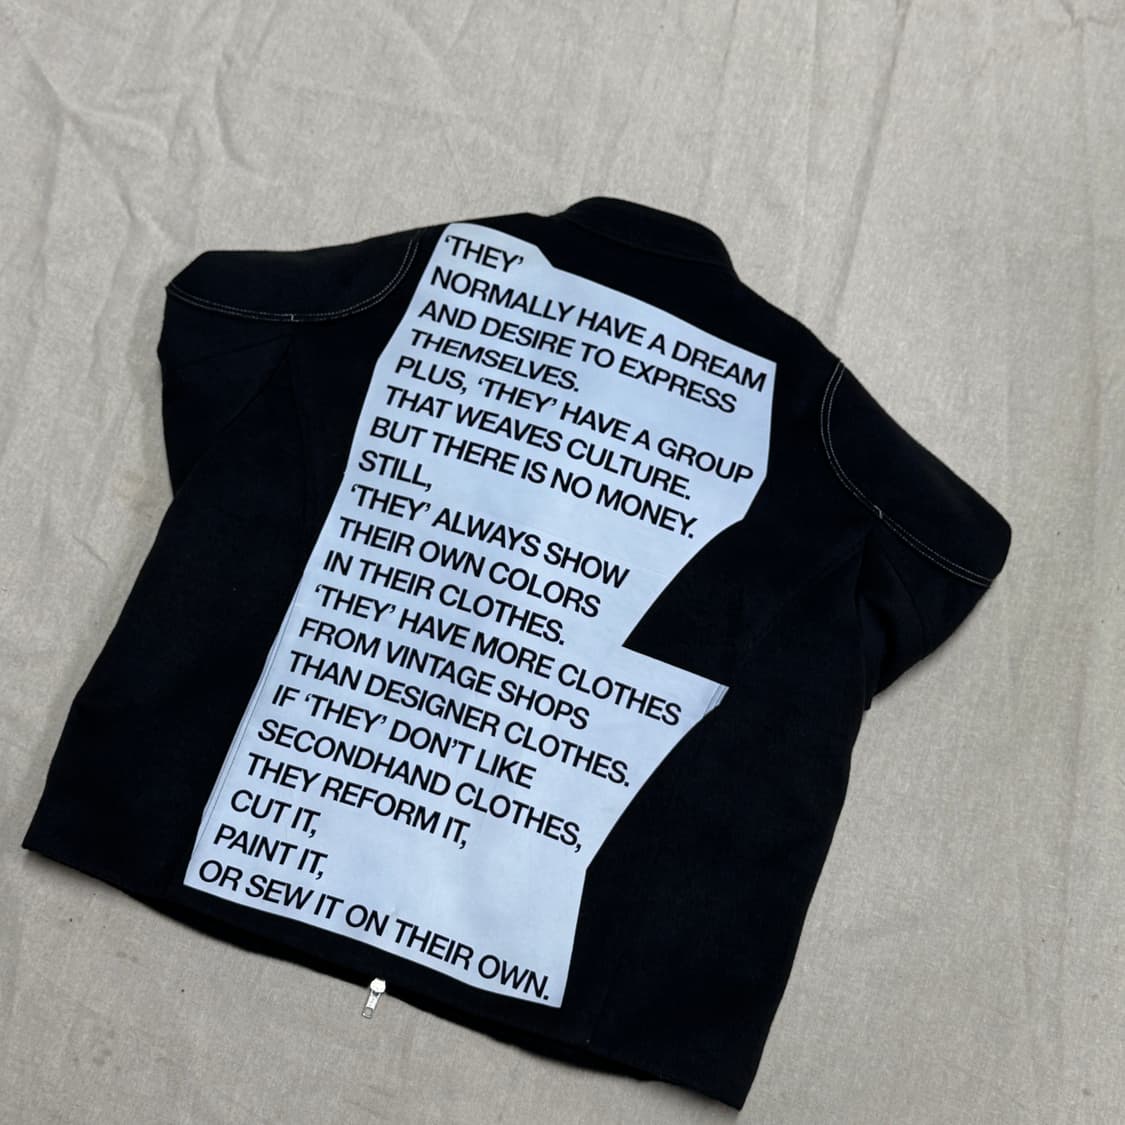 ‘THEY’
NORMALLY HAVE A DREAM
AND DESIRE TO EXPRESS
THEMSELVES.
PLUS, ‘THEY’ HAVE A GROUP
THAT WEAVES CULTURE.
BUT THERE IS NO MONEY.
STILL,
‘THEY’ ALWAYS SHOW
THEIR OWN COLORS
IN THEIR CLOTHES.
‘THEY’ HAVE MORE CLOTHES
FROM VINTAGE SHOPS
THAN DESIGNER CLOTHES.
IF ‘THEY’ DON’T LIKE
SECONDHAND CLOTHES,
THEY REFORM IT,
CUT IT,
PAINT IT,
OR SEW IT ON THEIR OWN.